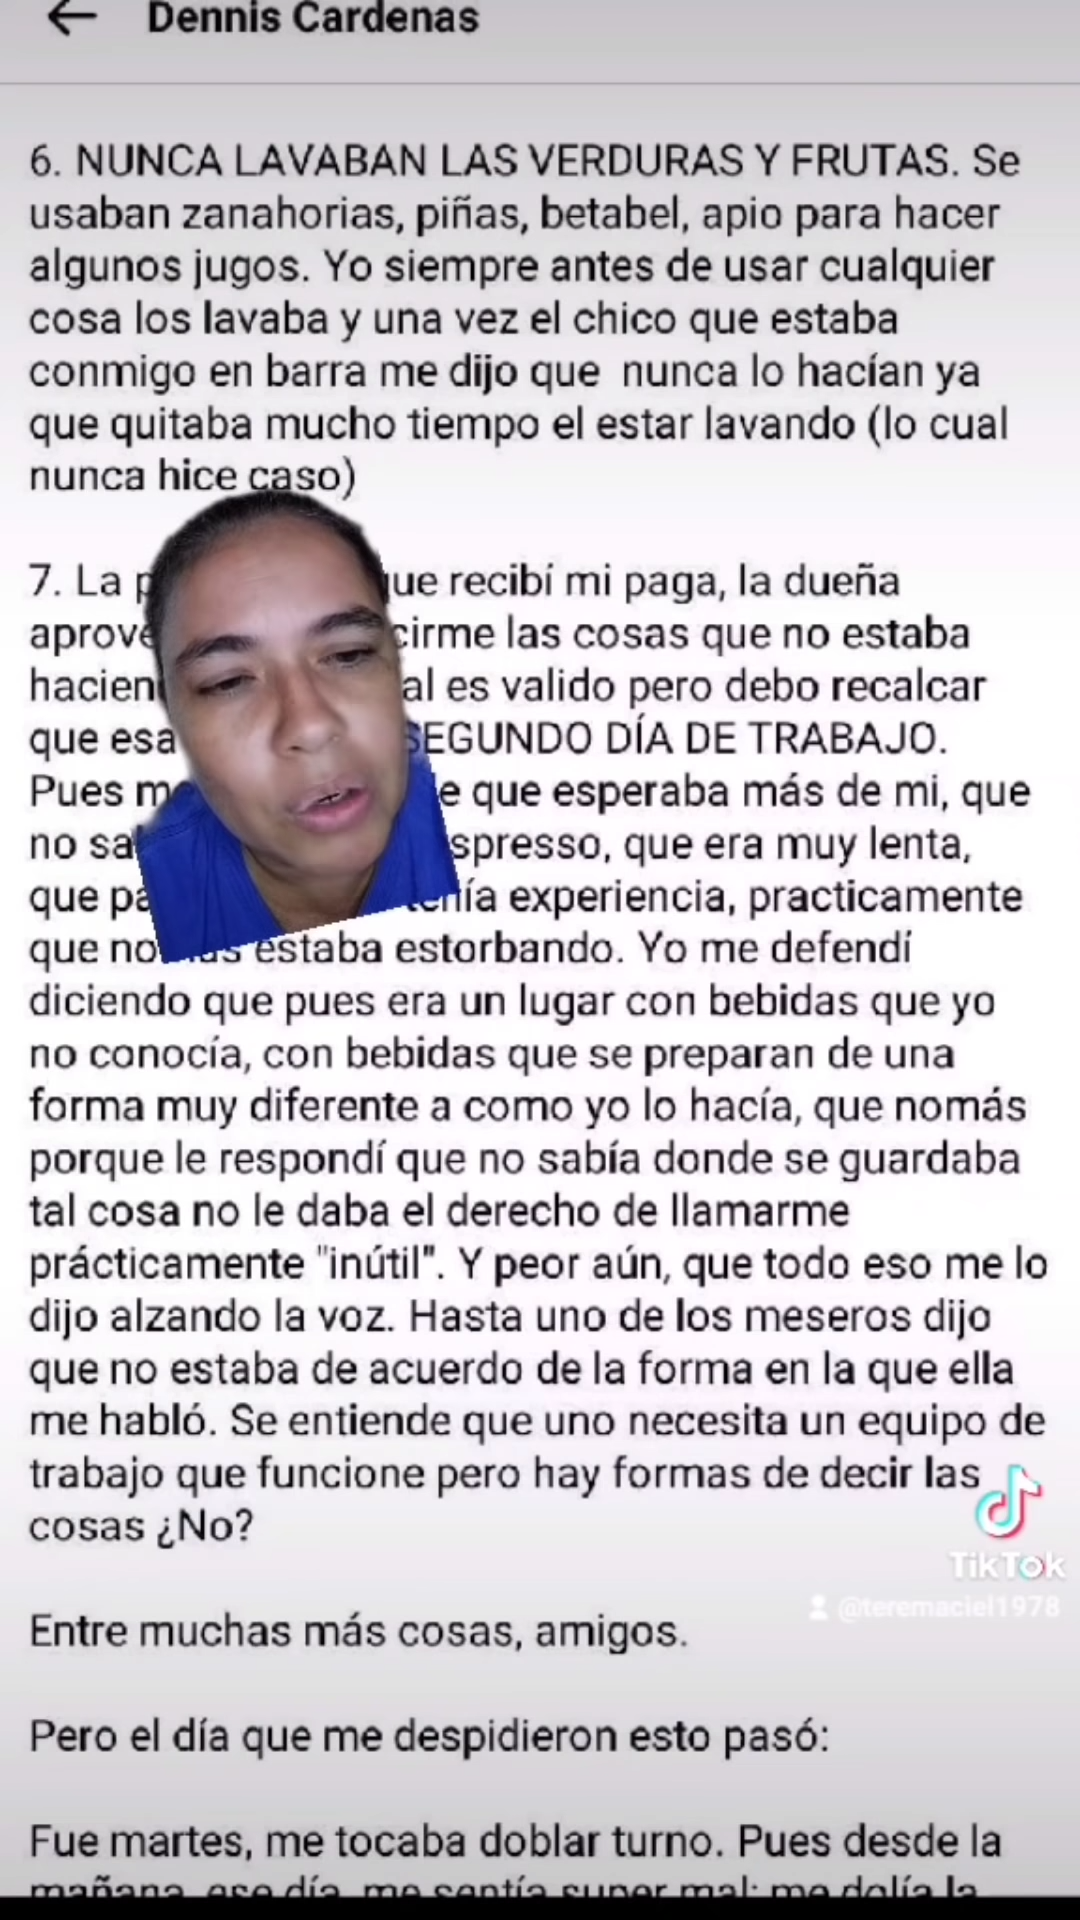 Dennis Cardenas
6. NUNCA LAVABAN LAS VERDURAS Y FRUTAS. Se
usaban zanahorias, piñas, betabel, apio para hacer
algunos jugos. Yo siempre antes de usar cualquier
cosa los lavaba y una vez el chico que estaba
conmigo en barra me dijo que nunca lo hacían ya
que quitaba mucho tiempo el estar lavando (lo cual
nunca hice caso)
7. La recibí mi paga, la dueña
las cosas que no estaba
es valido pero debo recalcar
que esa SEGUNDO DÍA DE TRABAJO.
Pues que esperaba más de mi, que
no que era muy lenta,
que experiencia, practicamente
que estaba estorbando. Yo me defendí
diciendo que pues era un lugar con bebidas que yo
no conocía, con bebidas que se preparan de una
forma muy diferente a como yo lo hacía, que nomás
porque le respondí que no sabía donde se guardaba
tal cosa no le daba el derecho de llamarme
prácticamente "inútil". Y peor aún, que todo eso me lo
dijo alzando la voz. Hasta uno de los meseros dijo
que no estaba de acuerdo de la forma en la que ella
me habló. Se entiende que uno necesita un equipo de
trabajo que funcione pero hay formas de decir las
cosas ¿No?
TikTok
@teremaciel1978
Entre muchas más cosas, amigos.
Pero el día que me despidieron esto pasó:
Fue martes, me tocaba doblar turno. Pues desde la
mañana, ese día, me sentía super mal; me dolía la